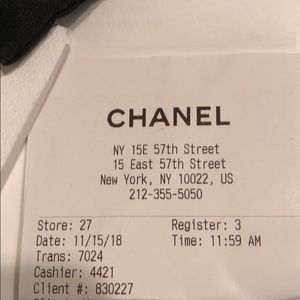 CHANEL
NY 15E 57th Street
15 East 57th Street
New York, NY 10022, US
212-355-5050
Store: 27 Register: 3
Date: 11/15/18 Time: 11:59 AM
Trans: 7024
Cashier: 4421
Client #: 830227